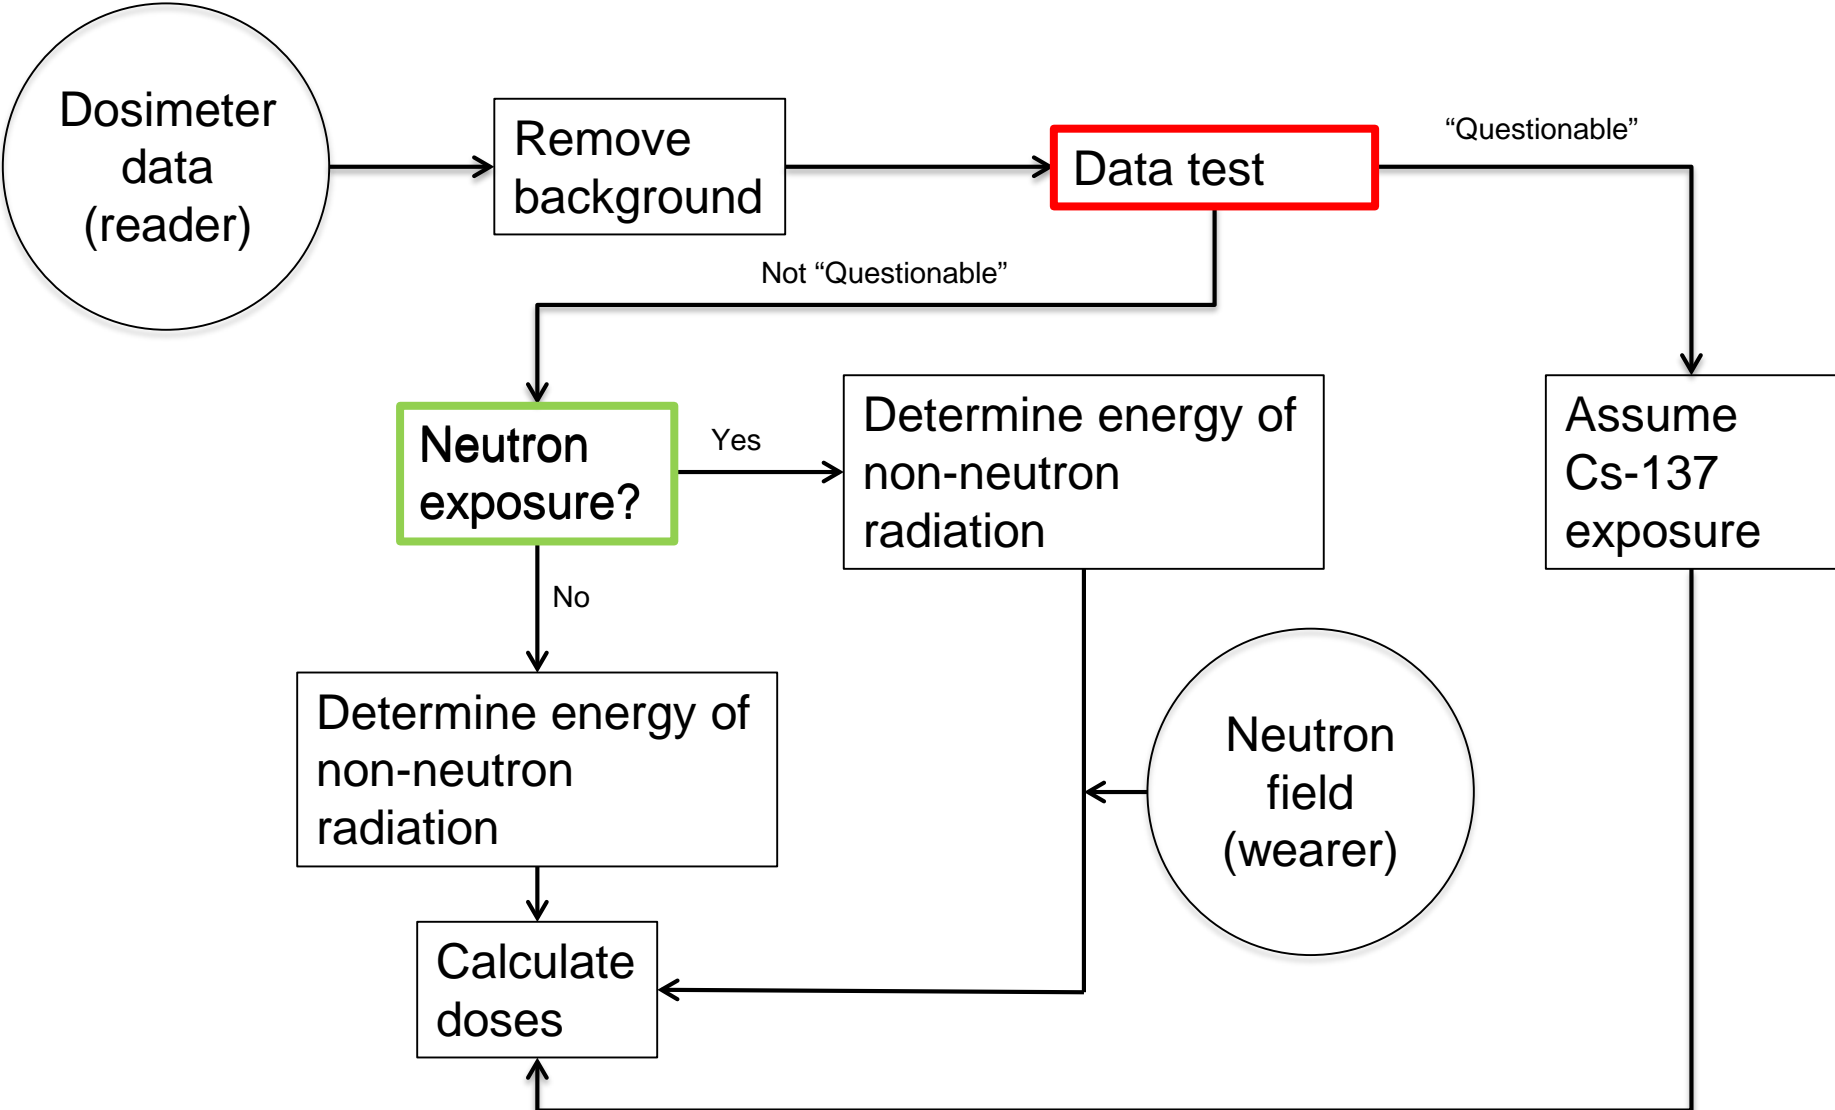 Dosimeter
data
(reader)
Remove
background
Data test
“Questionable”
Not “Questionable”
Neutron
exposure?
Yes
Determine energy of
non-neutron
radiation
Assume
Cs-137
exposure
No
Determine energy of
non-neutron
radiation
Neutron
field
(wearer)
Calculate
doses